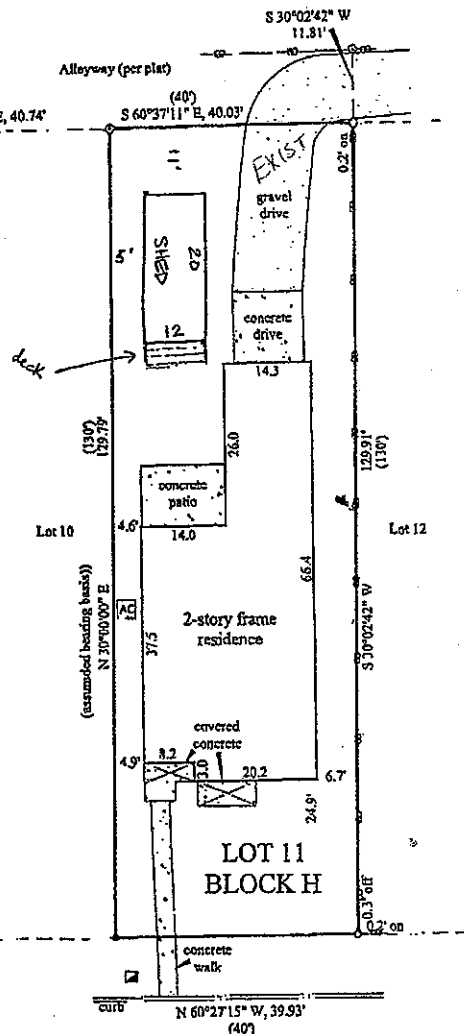 S 30°02'42" W
11.81'
Alleyway (per plat)
(40')
E, 40.74'
S 60°37'11" E, 40.03'
0.2' on
EXIST
gravel
drive
5'
20
SHED
12
deck
concrete
drive
14.3
26.0
(130')
129.79'
129.91'
(130')
concrete
patio
Lot 10
4.6'
14.0
Lot 12
66.4
(assumded bearing basis))
N 30°00'00" E
AC
2-story frame
residence
37.5
S 30°02'42" W
covered
concrete
4.9'
8.2
3.0
20.2
6.7'
24.9'
LOT 11
BLOCK H
0.3' off
0.2' on
concrete
walk
curb
N 60°27'15" W, 39.93'
(40')